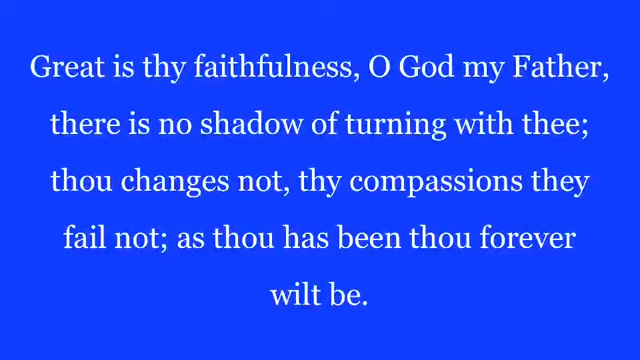 Great is thy faithfulness, O God my Father,
there is no shadow of turning with thee;
thou changes not, thy compassions they
fail not; as thou has been thou forever
wilt be.